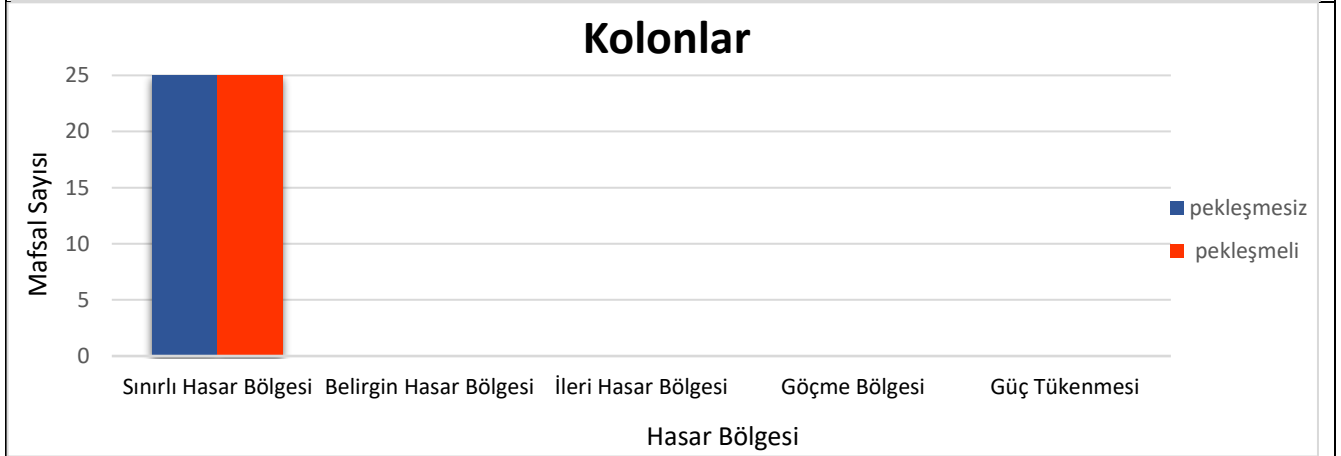 Kolonlar
Mafsal Sayısı
25
20
15
10
5
0
Sınırlı Hasar Bölgesi Belirgin Hasar Bölgesi İleri Hasar Bölgesi Göçme Bölgesi Güç Tükenmesi
Hasar Bölgesi
pekleşmesiz
pekleşmeli